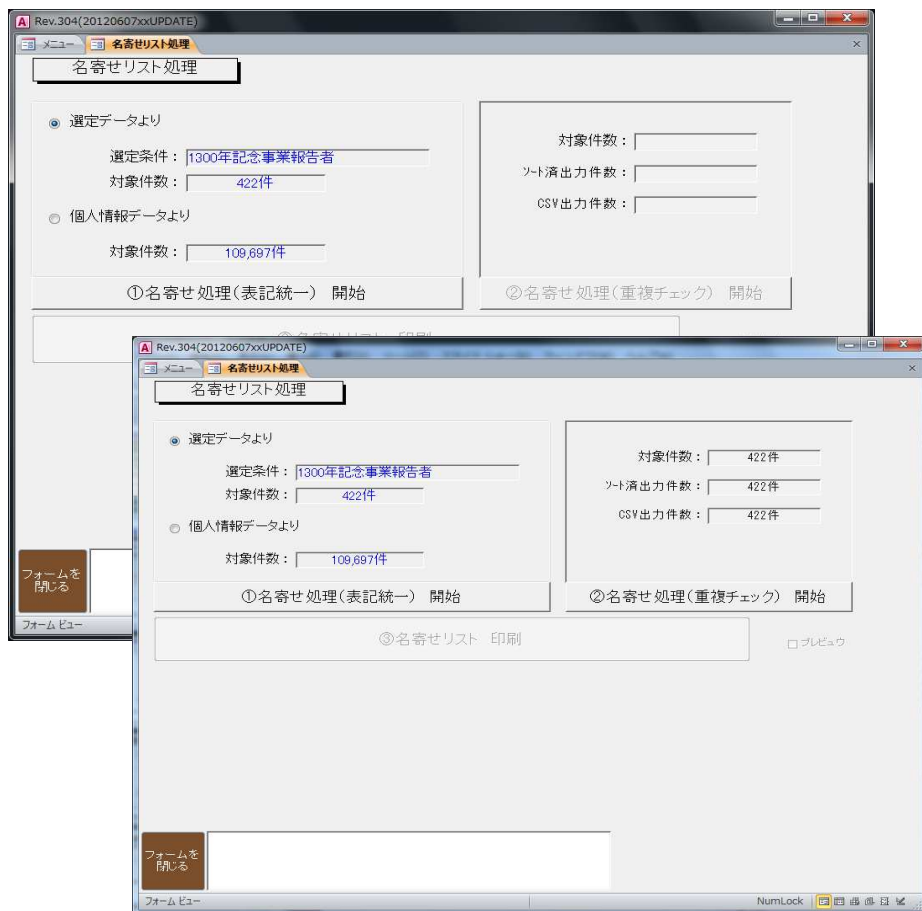 Rev.304(20120607xxUPDATE)
メニュー 名寄せリスト処理
名寄せリスト処理
選定データより
選定条件： 1300年記念事業報告者
対象件数： 422件
個人情報データより
対象件数： 109,697件
対象件数：
ソート済出力件数：
CSV出力件数：
①名寄せ処理(表記統一) 開始
②名寄せ処理(重複チェック) 開始
フォームを
閉じる
フォーム ビュー
Rev.304(20120607xxUPDATE)
メニュー 名寄せリスト処理
名寄せリスト処理
選定データより
選定条件： 1300年記念事業報告者
対象件数： 422件
個人情報データより
対象件数： 109,697件
対象件数： 422件
ソート済出力件数： 422件
CSV出力件数： 422件
①名寄せ処理(表記統一) 開始
②名寄せ処理(重複チェック) 開始
③名寄せリスト 印刷
プレビュウ
フォームを
閉じる
フォーム ビュー
NumLock